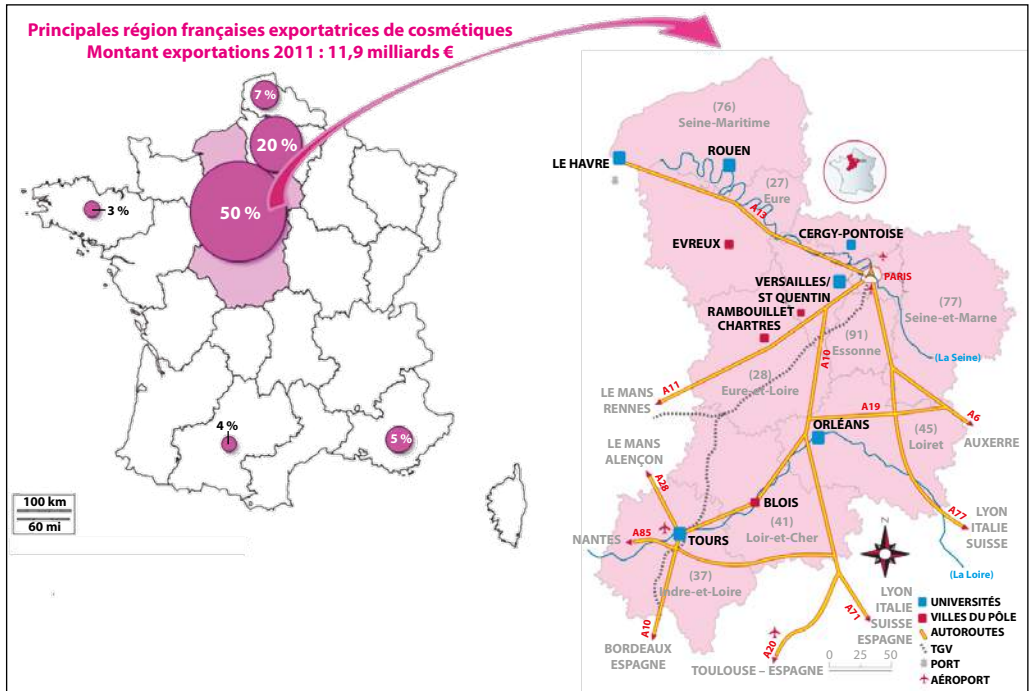 Principales région françaises exportatrices de cosmétiques
Montant exportations 2011 : 11,9 milliards €
7 %
20 %
50 %
3 %
4 %
5 %
100 km
60 mi
(76)
Seine-Maritime
ROUEN
LE HAVRE
(27)
Eure
A13
CERGY-PONTOISE
EVREUX
PARIS
VERSAILLES/
ST QUENTIN
(77)
Seine-et-Marne
RAMBOUILLET
CHARTRES
(91)
Essonne
A10
(La Seine)
(28)
Eure-et-Loire
A11
LE MANS
RENNES
A19
A6
AUXERRE
ORLÉANS
(45)
Loiret
LE MANS
ALENÇON
A28
BLOIS
A77
LYON
ITALIE
SUISSE
(41)
Loir-et-Cher
NANTES
A85
TOURS
N
(La Loire)
(37)
Indre-et-Loire
A10
BORDEAUX
ESPAGNE
A20
TOULOUSE – ESPAGNE
A71
LYON
ITALIE
SUISSE
ESPAGNE
0 25 50
UNIVERSITÉS
VILLES DU PÔLE
AUTOROUTES
TGV
PORT
AÉROPORT